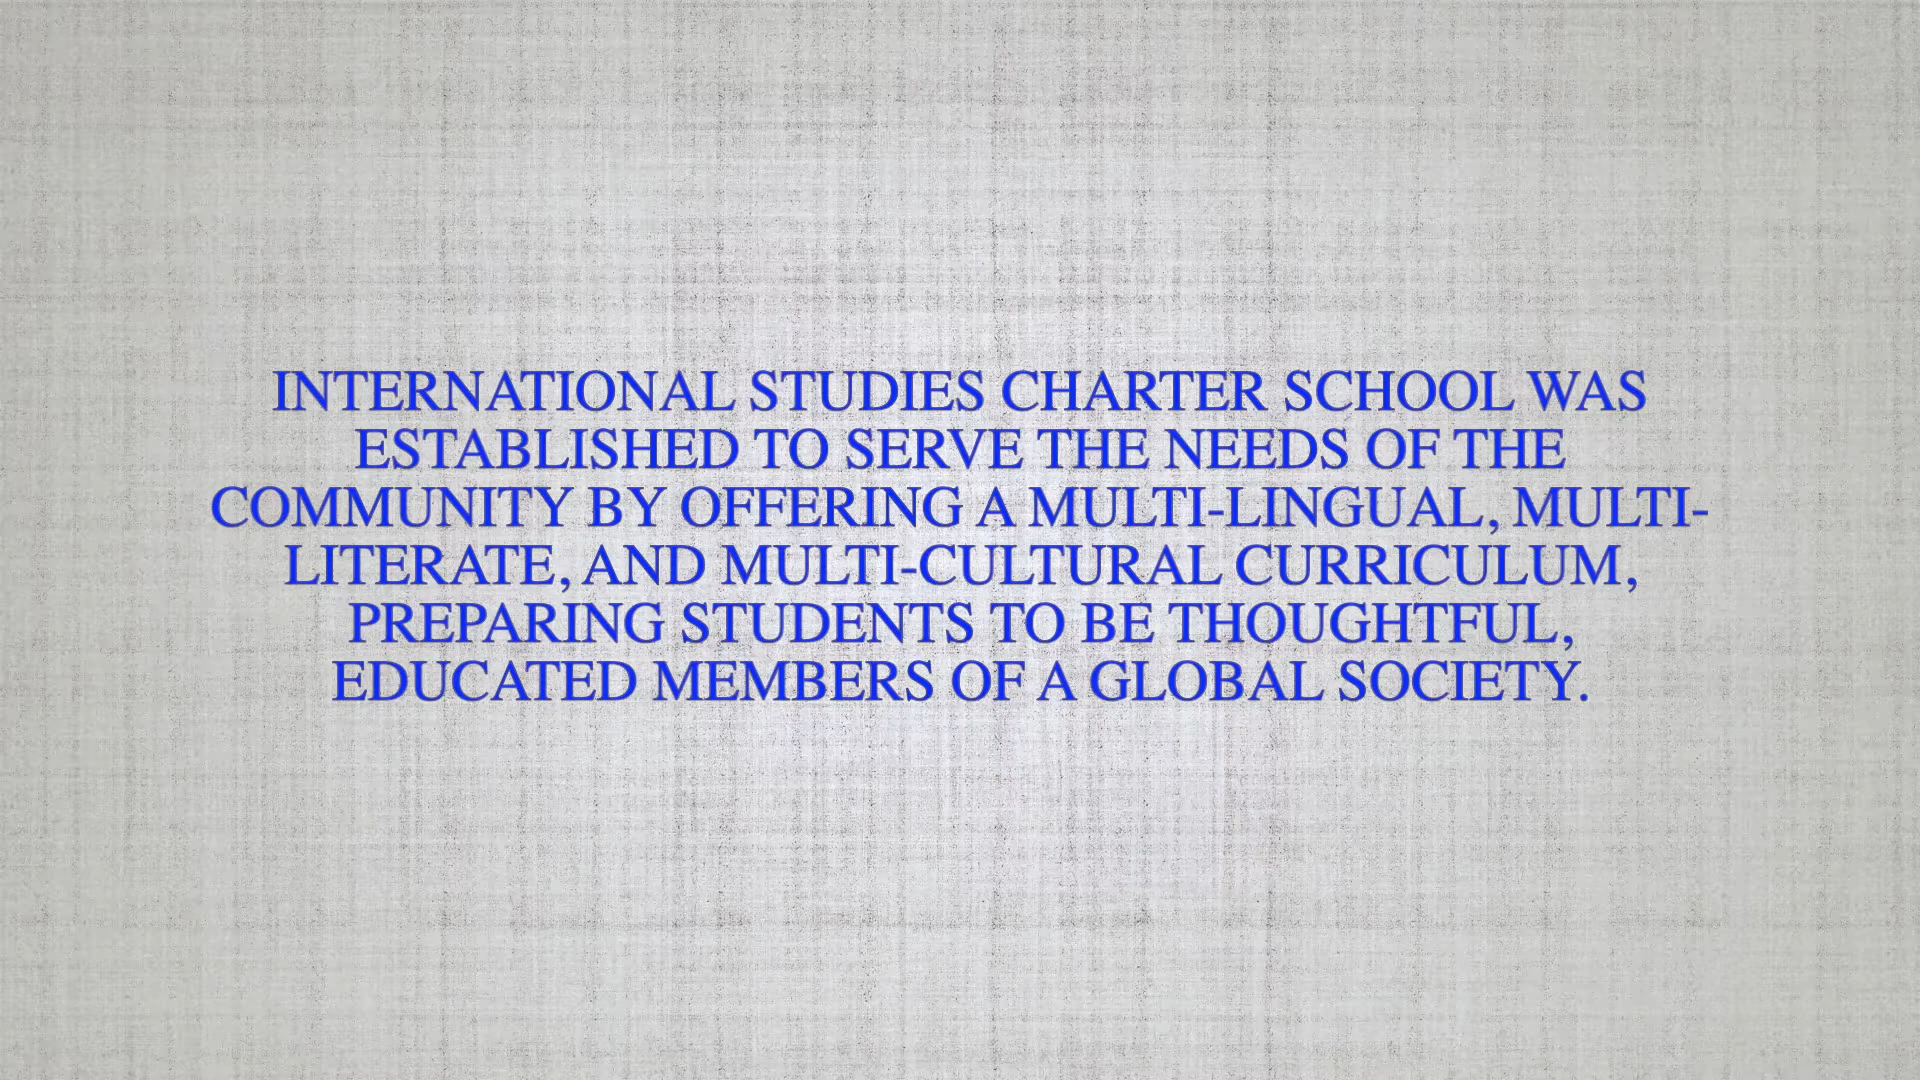 INTERNATIONAL STUDIES CHARTER SCHOOL WAS
ESTABLISHED TO SERVE THE NEEDS OF THE
COMMUNITY BY OFFERING A MULTI-LINGUAL, MULTI-
LITERATE, AND MULTI-CULTURAL CURRICULUM,
PREPARING STUDENTS TO BE THOUGHTFUL,
EDUCATED MEMBERS OF A GLOBAL SOCIETY.